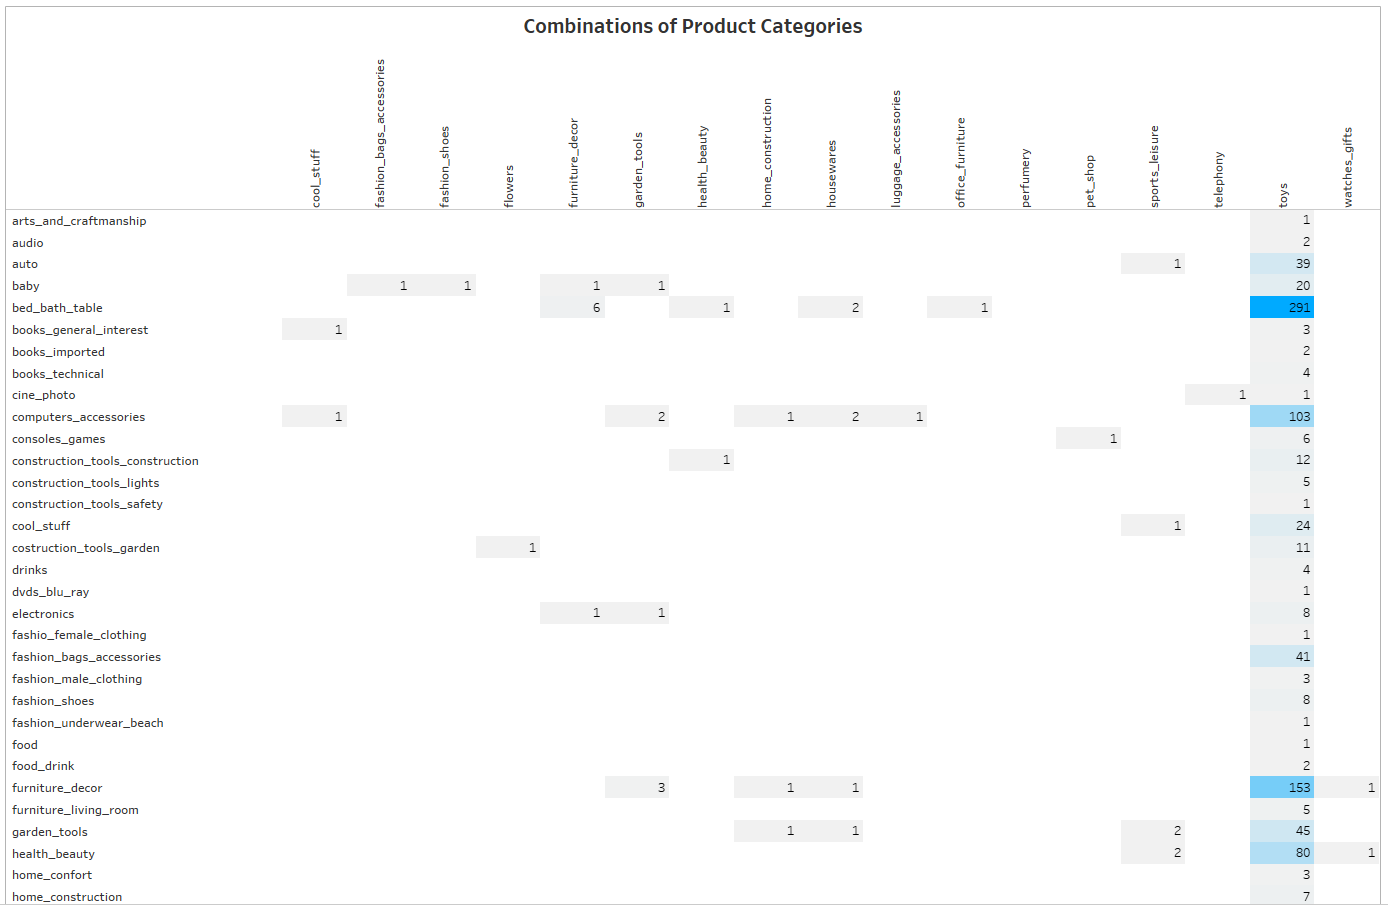 Combinations of Product Categories
cool_stuff
fashion_bags_accessories
fashion_shoes
flowers
furniture_decor
garden_tools
health_beauty
home_construction
housewares
luggage_accessories
office_furniture
perfumery
pet_shop
sports_leisure
telephony
toys
watches_gifts
arts_and_craftmanship 1
audio 2
auto 1 39
baby 1 1 1 1 20
bed_bath_table 6 1 2 1 291
books_general_interest 1 3
books_imported 2
books_technical 4
cine_photo 1 1
computers_accessories 1 2 1 2 1 103
consoles_games 1 6
construction_tools_construction 1 12
construction_tools_lights 5
construction_tools_safety 1
cool_stuff 1 24
costruction_tools_garden 1 11
drinks 4
dvds_blu_ray 1
electronics 1 1 8
fashio_female_clothing 1
fashion_bags_accessories 41
fashion_male_clothing 3
fashion_shoes 8
fashion_underwear_beach 1
food 1
food_drink 2
furniture_decor 3 1 1 153 1
furniture_living_room 5
garden_tools 1 1 2 45
health_beauty 2 80 1
home_confort 3
home_construction 7